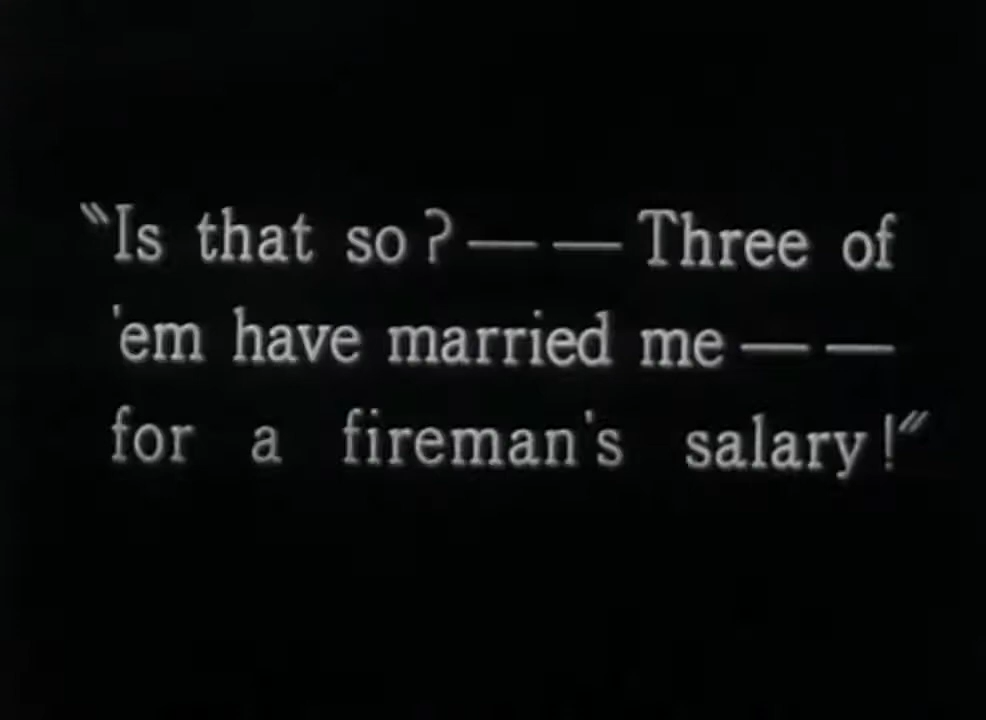 "Is that so?— —Three of
'em have married me— —
for a fireman's salary!"